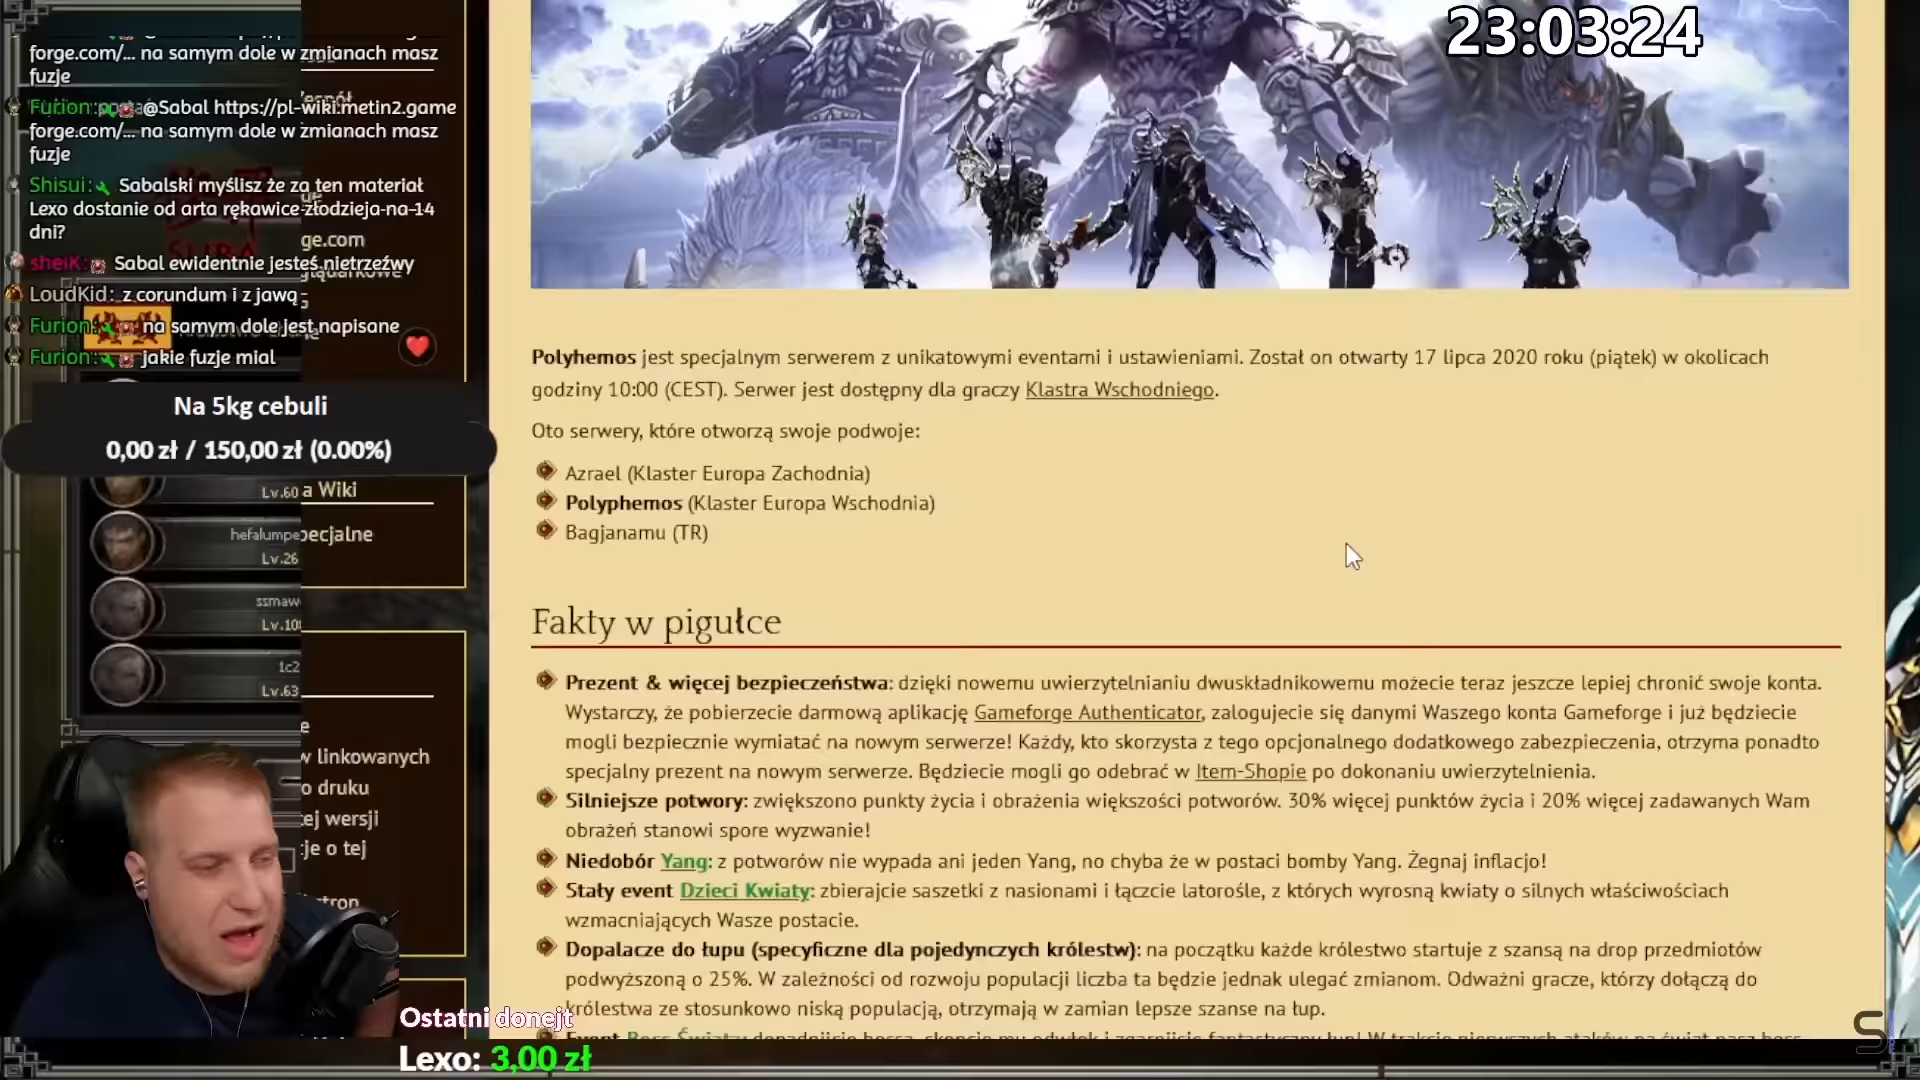 23:03:24
forge.com/... na samym dole w zmianach masz
fuzje
Furion: @Sabal https://pl-wiki.metin2.game
forge.com/... na samym dole w zmianach masz
fuzje
Shisui: Sabalski myślisz że za ten materiał
Lexo dostanie od arta rękawice-złodzieja-na-14
dni?
ge.com
sheiK: Sabal ewidentnie jesteś nietrzeźwy
LoudKid: z corundum i z jawą
Furion: na samym dole jest napisane
Furion: jakie fuzje mial
Na 5kg cebuli
0,00 zł / 150,00 zł (0.00%)
Lv.60
a Wiki
hefalumpe
pecjalne
Lv.26
ssmaw
Lv.10
1c2
Lv.63
e
w linkowanych
o druku
ej wersji
je o tej
stron
Polyhemos jest specjalnym serwerem z unikatowymi eventami i ustawieniami. Został on otwarty 17 lipca 2020 roku (piątek) w okolicach
godziny 10:00 (CEST). Serwer jest dostępny dla graczy Klastra Wschodniego.
Oto serwery, które otworzą swoje podwoje:
Azrael (Klaster Europa Zachodnia)
Polyphemos (Klaster Europa Wschodnia)
Bagjanamu (TR)
Fakty w pigułce
Prezent & więcej bezpieczeństwa: dzięki nowemu uwierzytelnianiu dwuskładnikowemu możecie teraz jeszcze lepiej chronić swoje konta.
Wystarczy, że pobierzecie darmową aplikację Gameforge Authenticator, zalogujecie się danymi Waszego konta Gameforge i już będziecie
mogli bezpiecznie wymiatać na nowym serwerze! Każdy, kto skorzysta z tego opcjonalnego dodatkowego zabezpieczenia, otrzyma ponadto
specjalny prezent na nowym serwerze. Będziecie mogli go odebrać w Item-Shopie po dokonaniu uwierzytelnienia.
Silniejsze potwory: zwiększono punkty życia i obrażenia większości potworów. 30% więcej punktów życia i 20% więcej zadawanych Wam
obrażeń stanowi spore wyzwanie!
Niedobór Yang: z potworów nie wypada ani jeden Yang, no chyba że w postaci bomby Yang. Żegnaj inflacjo!
Stały event Dzieci Kwiaty: zbierajcie saszetki z nasionami i łączcie latorośle, z których wyrosną kwiaty o silnych właściwościach
wzmacniających Wasze postacie.
Dopalacze do łupu (specyficzne dla pojedynczych królestw): na początku każde królestwo startuje z szansą na drop przedmiotów
podwyższoną o 25%. W zależności od rozwoju populacji liczba ta będzie jednak ulegać zmianom. Odważni gracze, którzy dołączą do
królestwa ze stosunkowo niską populacją, otrzymają w zamian lepsze szanse na łup.
Ostatni donejt
Lexo: 3,00 zł